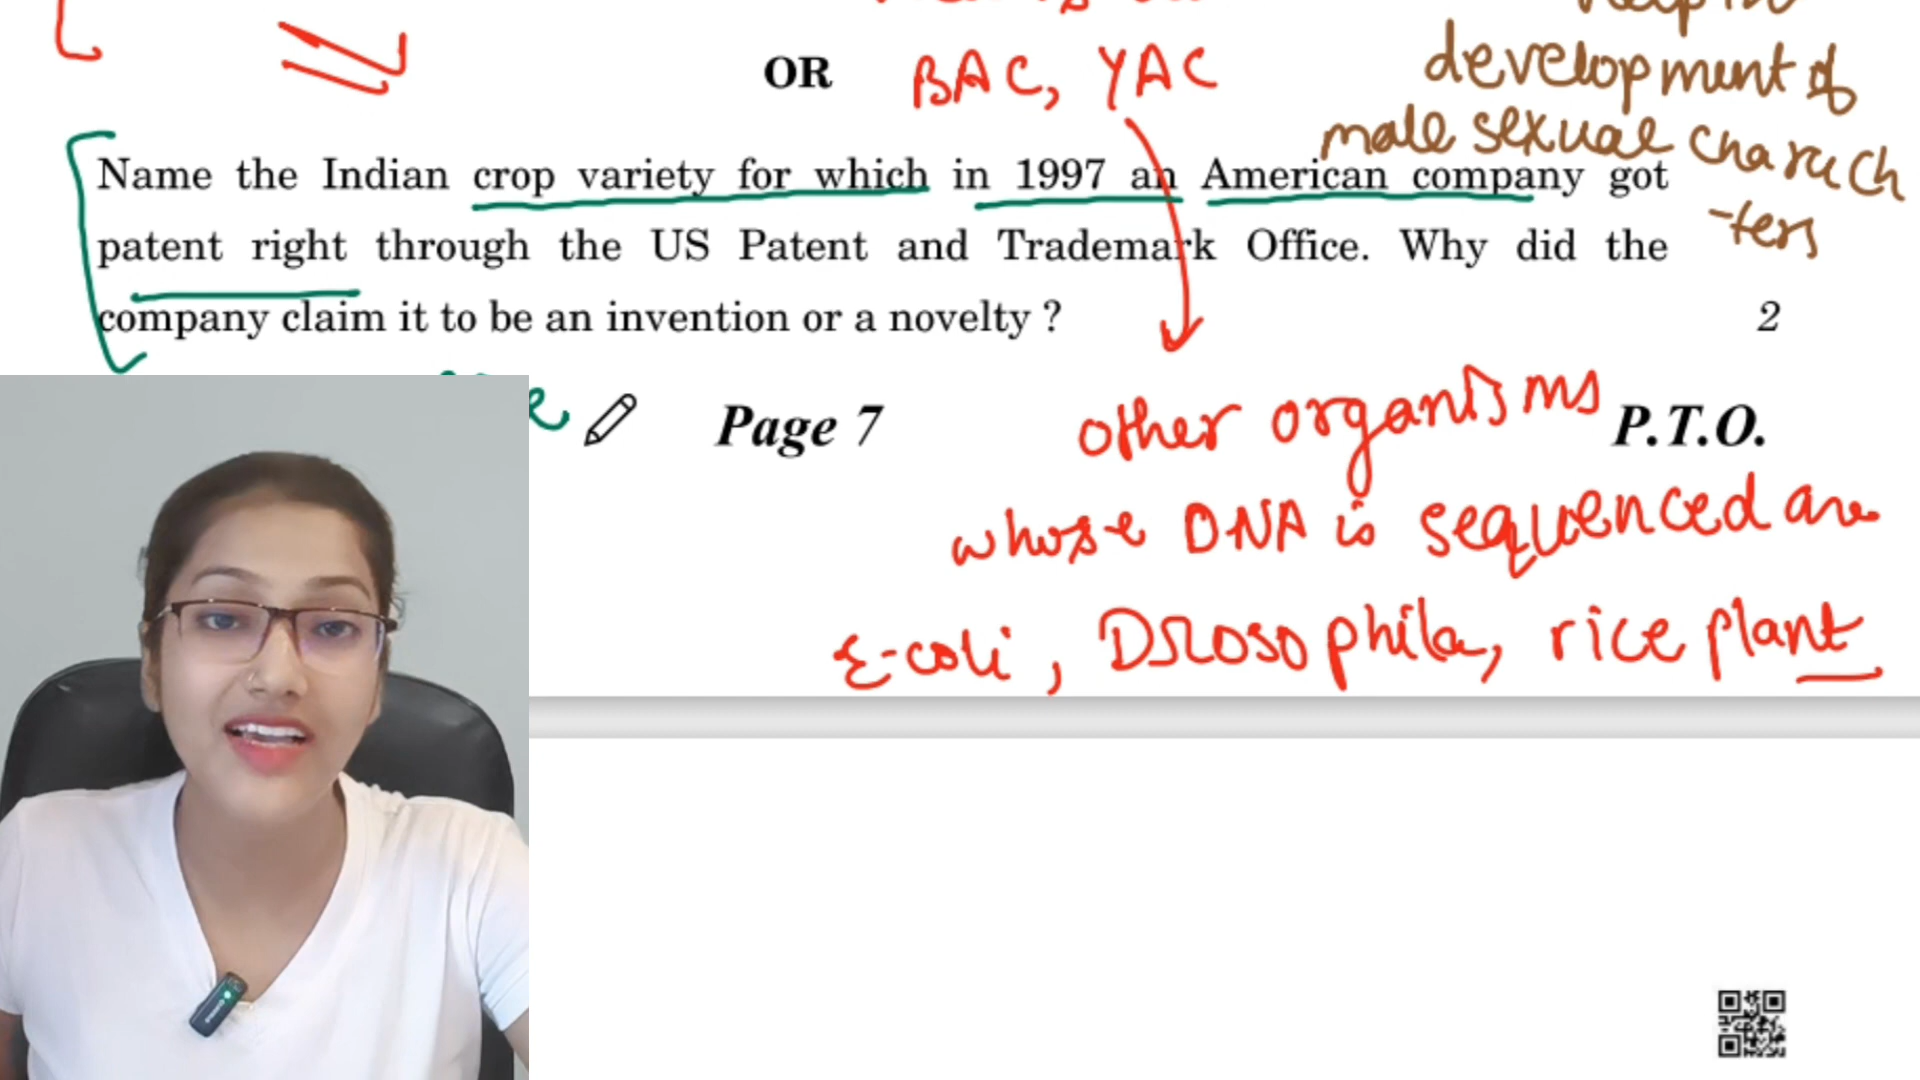 OR BAC, YAC
development of
male sexual charach
-ters
Name the Indian crop variety for which in 1997 an American company got
patent right through the US Patent and Trademark Office. Why did the
company claim it to be an invention or a novelty ? 2
Page 7 P.T.O.
other organisms
whose DNA is sequenced are
E-coli, Drosophila, rice plant